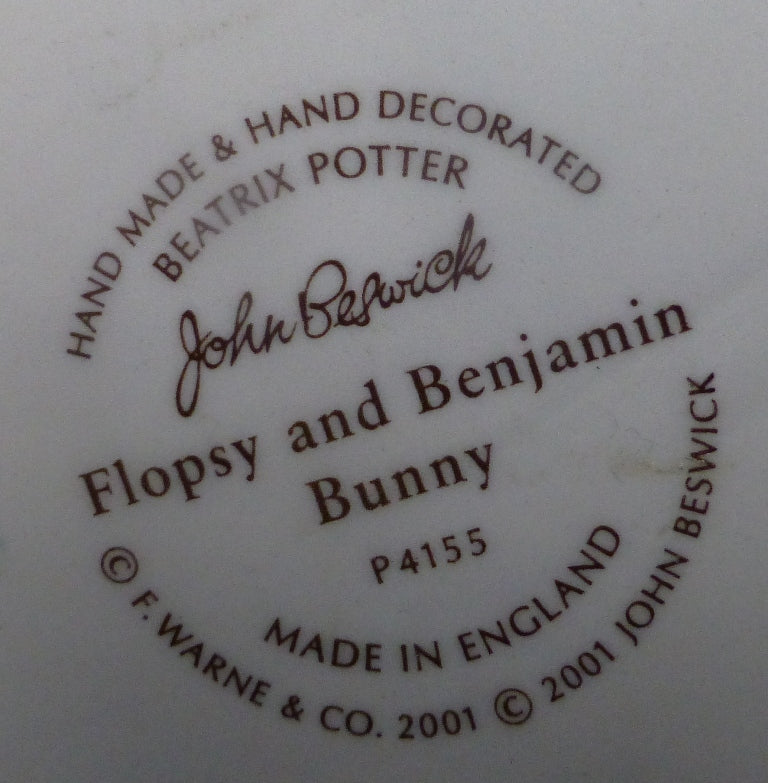 HAND MADE & HAND DECORATED
BEATRIX POTTER
John Beswick
Flopsy and Benjamin
Bunny
P4155
MADE IN ENGLAND
© F. WARNE & CO. 2001 © 2001 JOHN BESWICK